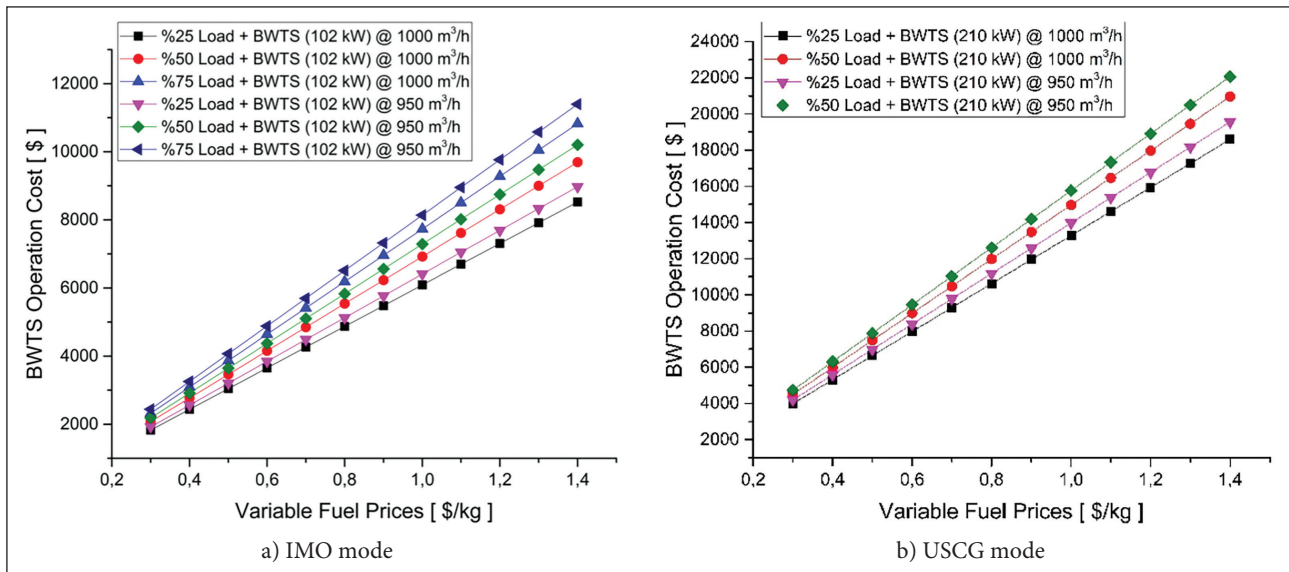 %25 Load + BWTS (102 kW) @ 1000 m³/h
%50 Load + BWTS (102 kW) @ 1000 m³/h
%75 Load + BWTS (102 kW) @ 1000 m³/h
%25 Load + BWTS (102 kW) @ 950 m³/h
%50 Load + BWTS (102 kW) @ 950 m³/h
%75 Load + BWTS (102 kW) @ 950 m³/h
BWTS Operation Cost [ $ ]
12000
10000
8000
6000
4000
2000
0,2 0,4 0,6 0,8 1,0 1,2 1,4
Variable Fuel Prices [ $/kg ]
a) IMO mode
%25 Load + BWTS (210 kW) @ 1000 m³/h
%50 Load + BWTS (210 kW) @ 1000 m³/h
%25 Load + BWTS (210 kW) @ 950 m³/h
%50 Load + BWTS (210 kW) @ 950 m³/h
BWTS Operation Cost [ $ ]
24000
22000
20000
18000
16000
14000
12000
10000
8000
6000
4000
2000
0,2 0,4 0,6 0,8 1,0 1,2 1,4
Variable Fuel Prices [ $/kg ]
b) USCG mode